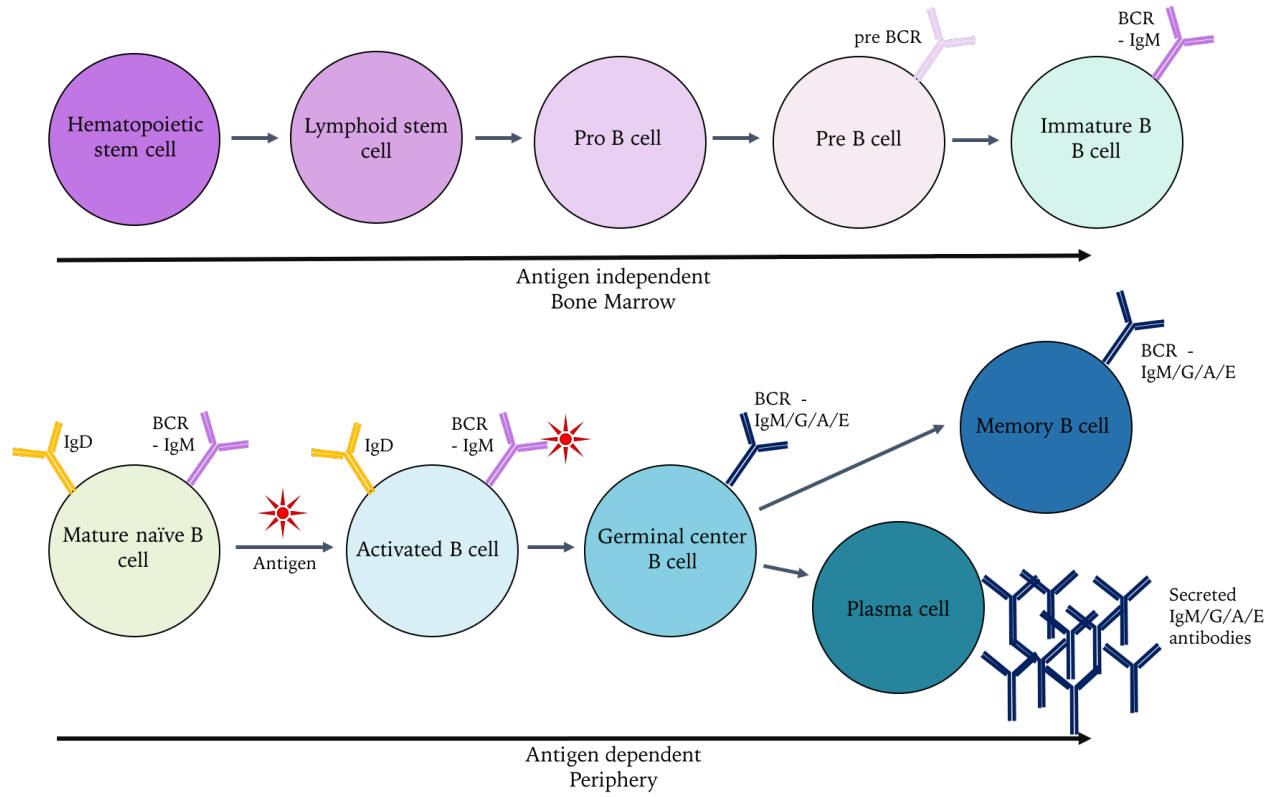 Hematopoietic
stem cell
Lymphoid stem
cell
Pro B cell
pre BCR
Pre B cell
BCR
- IgM
Immature B
B cell
Antigen independent
Bone Marrow
IgD
BCR
- IgM
Mature naïve B
cell
Antigen
IgD
BCR
- IgM
Activated B cell
BCR -
IgM/G/A/E
Germinal center
B cell
BCR -
IgM/G/A/E
Memory B cell
Plasma cell
Secreted
IgM/G/A/E
antibodies
Antigen dependent
Periphery